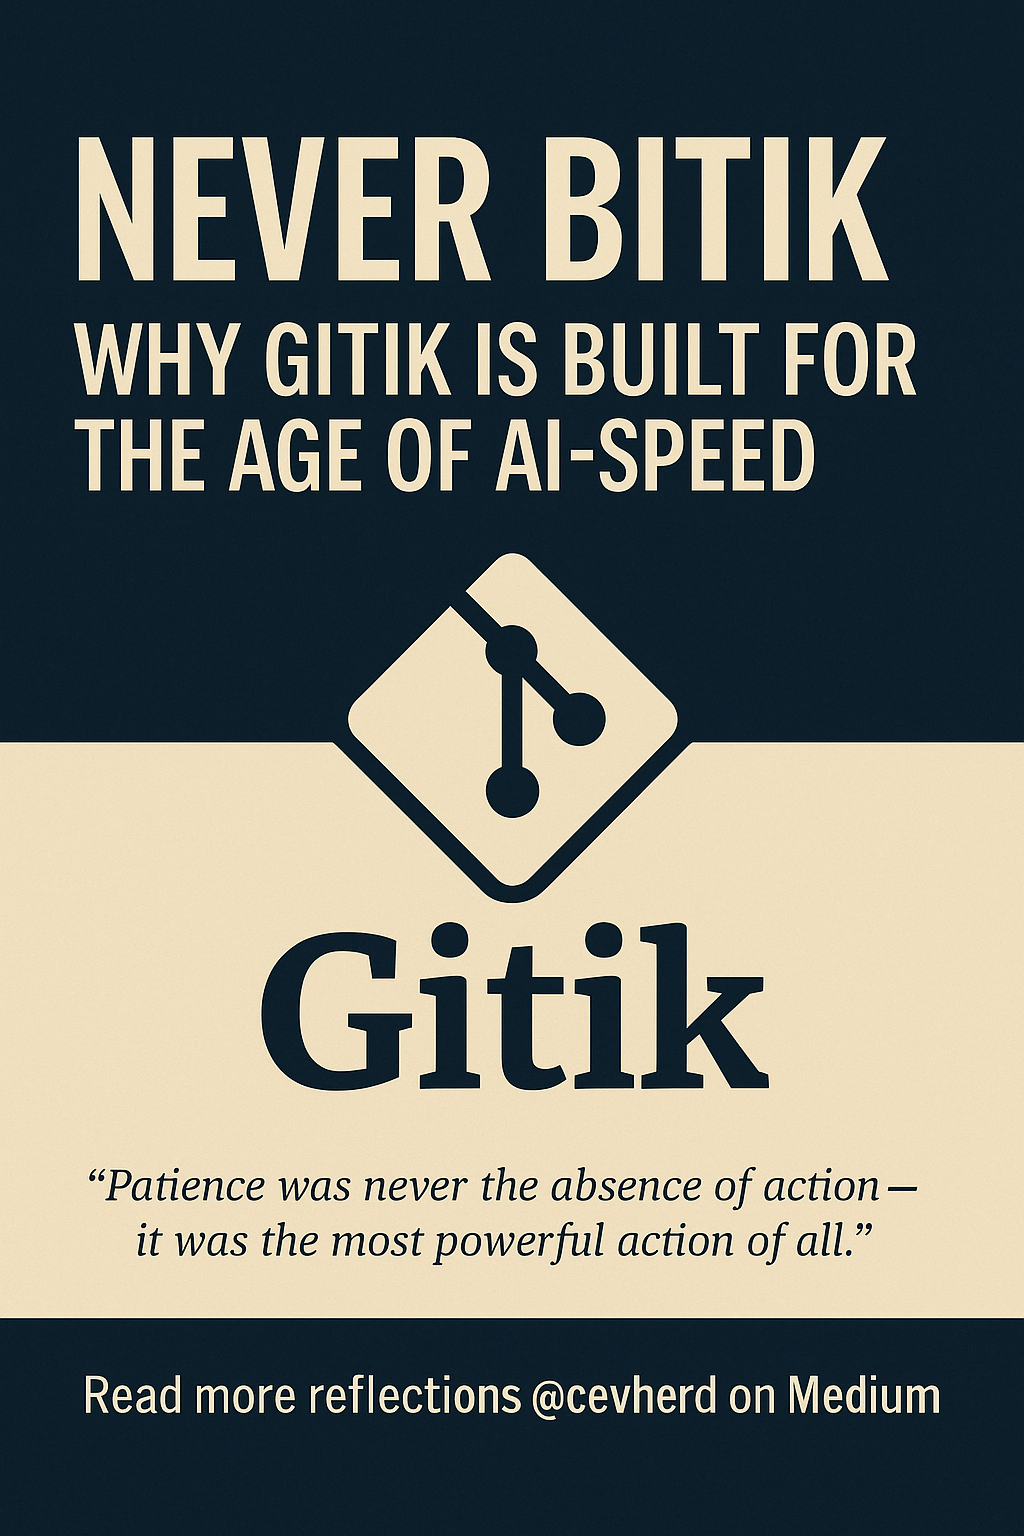 NEVER BITIK
WHY GITIK IS BUILT FOR
THE AGE OF AI-SPEED
Gitik
“Patience was never the absence of action—
it was the most powerful action of all.”
Read more reflections @cevherd on Medium